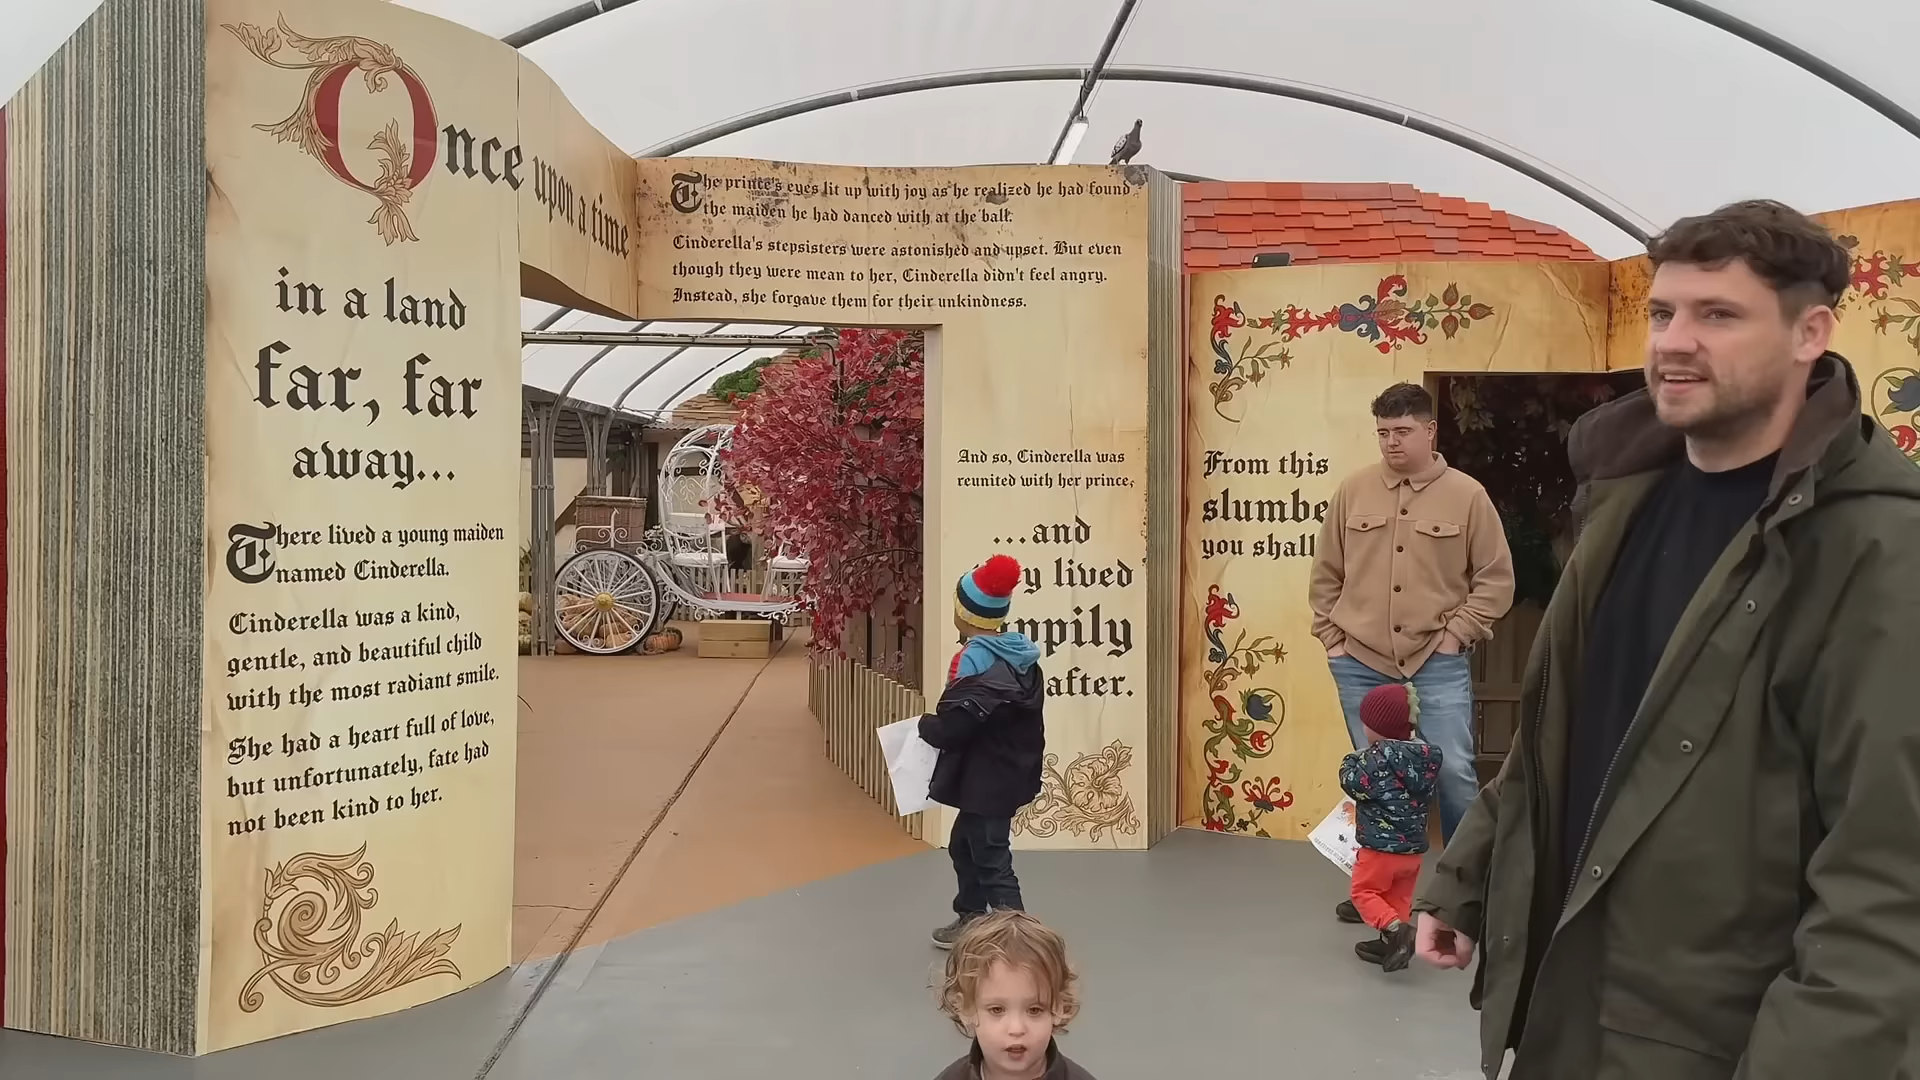 Once upon a time
in a land
far, far
away...
There lived a young maiden
named Cinderella.
Cinderella was a kind,
gentle, and beautiful child
with the most radiant smile.
She had a heart full of love,
but unfortunately, fate had
not been kind to her.
The prince's eyes lit up with joy as he realized he had found
the maiden he had danced with at the ball.
Cinderella's stepsisters were astonished and upset. But even
though they were mean to her, Cinderella didn't feel angry.
Instead, she forgave them for their unkindness.
And so, Cinderella was
reunited with her prince,
...and
lived
after.
From this
you shall